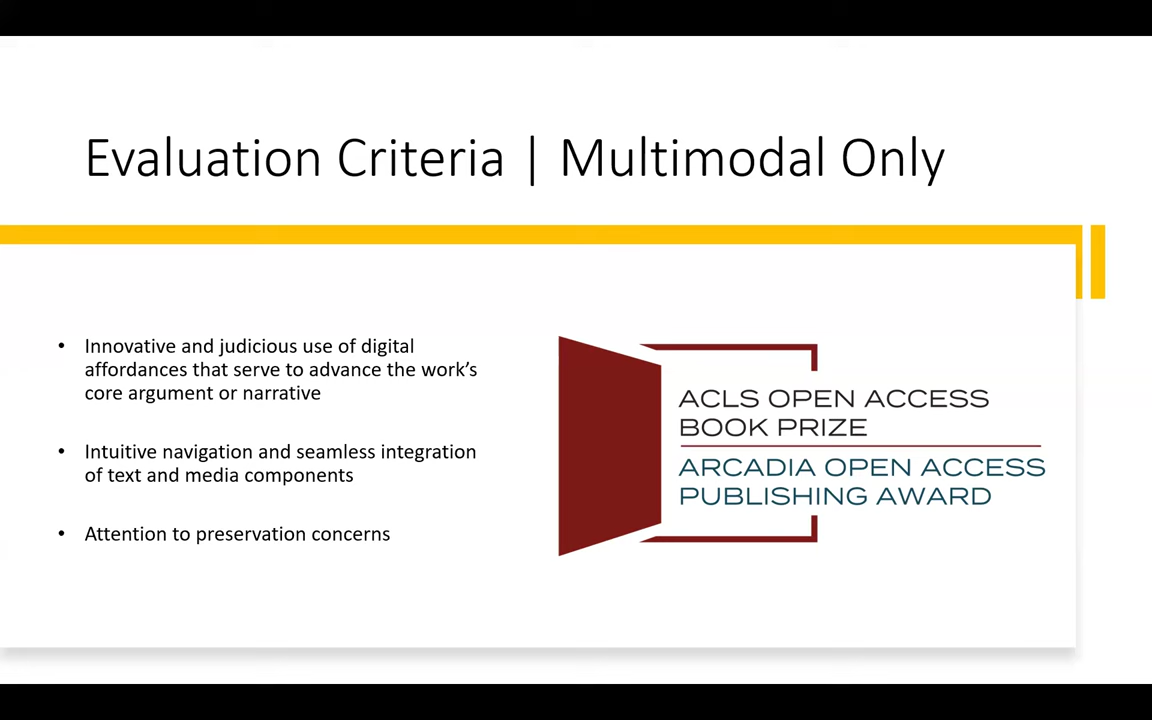 Evaluation Criteria | Multimodal Only
• Innovative and judicious use of digital
affordances that serve to advance the work’s
core argument or narrative
• Intuitive navigation and seamless integration
of text and media components
• Attention to preservation concerns
ACLS OPEN ACCESS
BOOK PRIZE
ARCADIA OPEN ACCESS
PUBLISHING AWARD